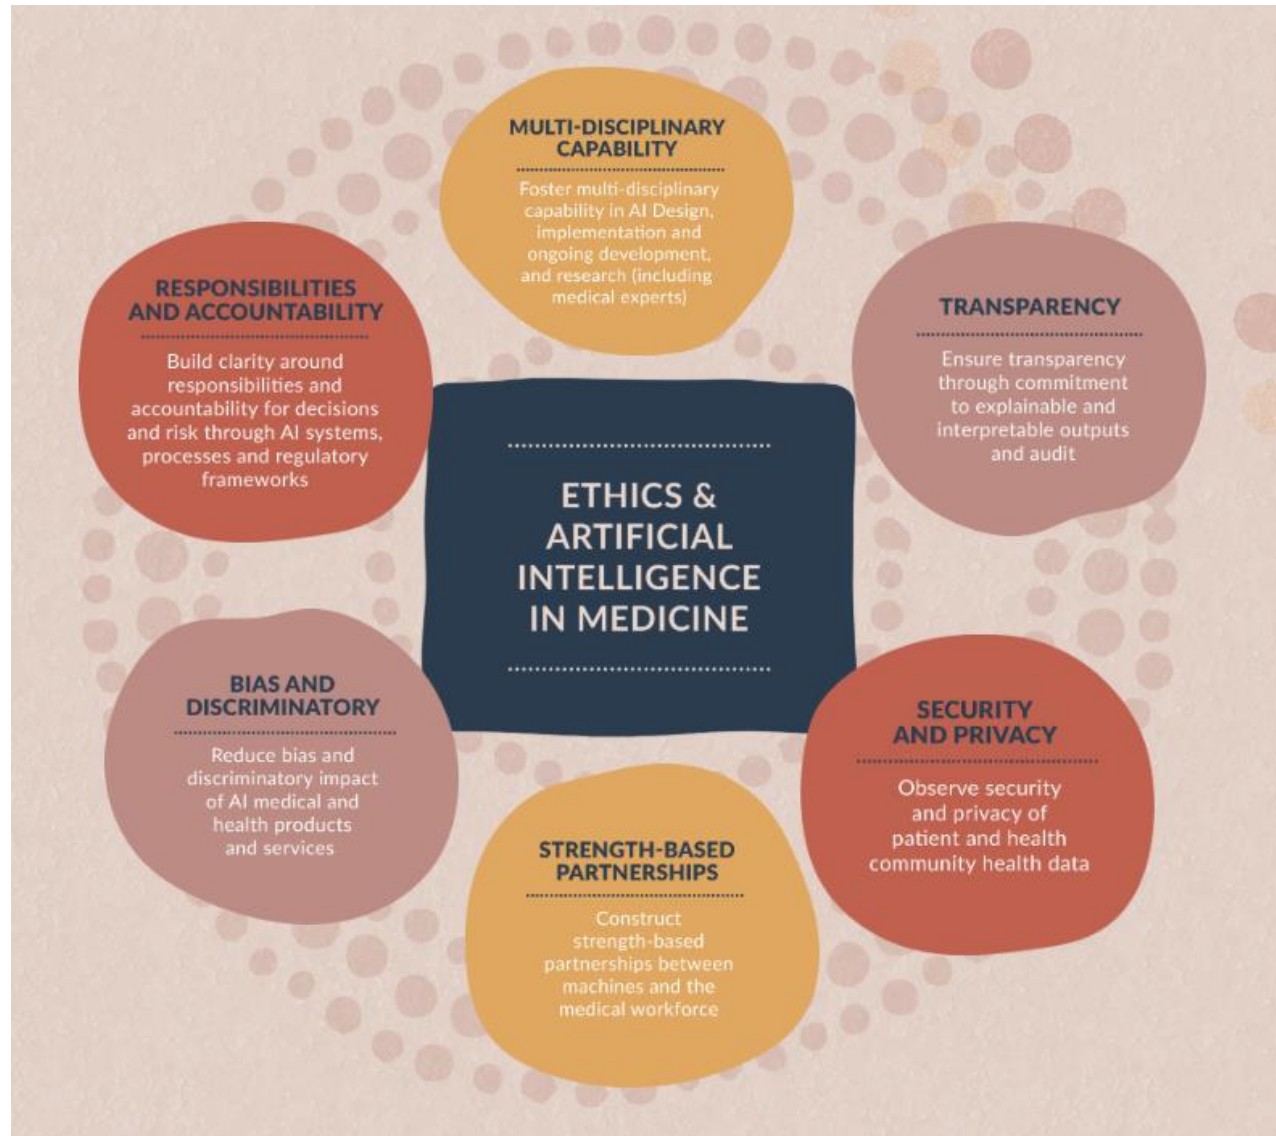 MULTI-DISCIPLINARY
CAPABILITY
Foster multi-disciplinary
capability in AI Design,
implementation and
ongoing development,
and research (including
medical experts)
RESPONSIBILITIES
AND ACCOUNTABILITY
Build clarity around
responsibilities and
accountability for decisions
and risk through AI systems,
processes and regulatory
frameworks
TRANSPARENCY
Ensure transparency
through commitment
to explainable and
interpretable outputs
and audit
ETHICS &
ARTIFICIAL
INTELLIGENCE
IN MEDICINE
BIAS AND
DISCRIMINATORY
Reduce bias and
discriminatory impact
of AI medical and
health products
and services
SECURITY
AND PRIVACY
Observe security
and privacy of
patient and health
community health data
STRENGTH-BASED
PARTNERSHIPS
Construct
strength-based
partnerships between
machines and the
medical workforce